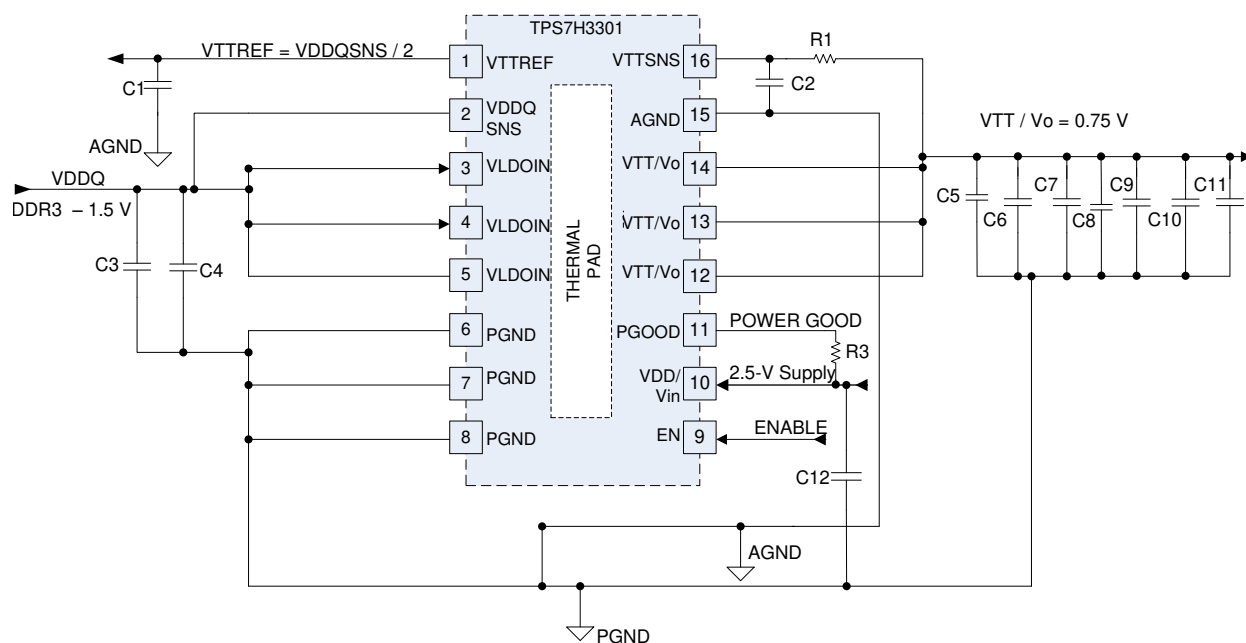 TPS7H3301
VTTREF = VDDQSNS / 2
1
VTTREF
VTTSNS
16
R1
C1
C2
2
VDDQ
SNS
AGND
15
VTT / Vo = 0.75 V
AGND
3
VLDOIN
VTT/Vo
14
VDDQ
DDR3 – 1.5 V
C5
C6
C7
C8
C9
C10
C11
4
VLDOIN
VTT/Vo
13
C3
C4
5
VLDOIN
VTT/Vo
12
THERMAL
PAD
6
PGND
PGOOD
11
POWER GOOD
R3
7
PGND
VDD/
Vin
10
2.5-V Supply
8
PGND
EN
9
ENABLE
C12
AGND
PGND